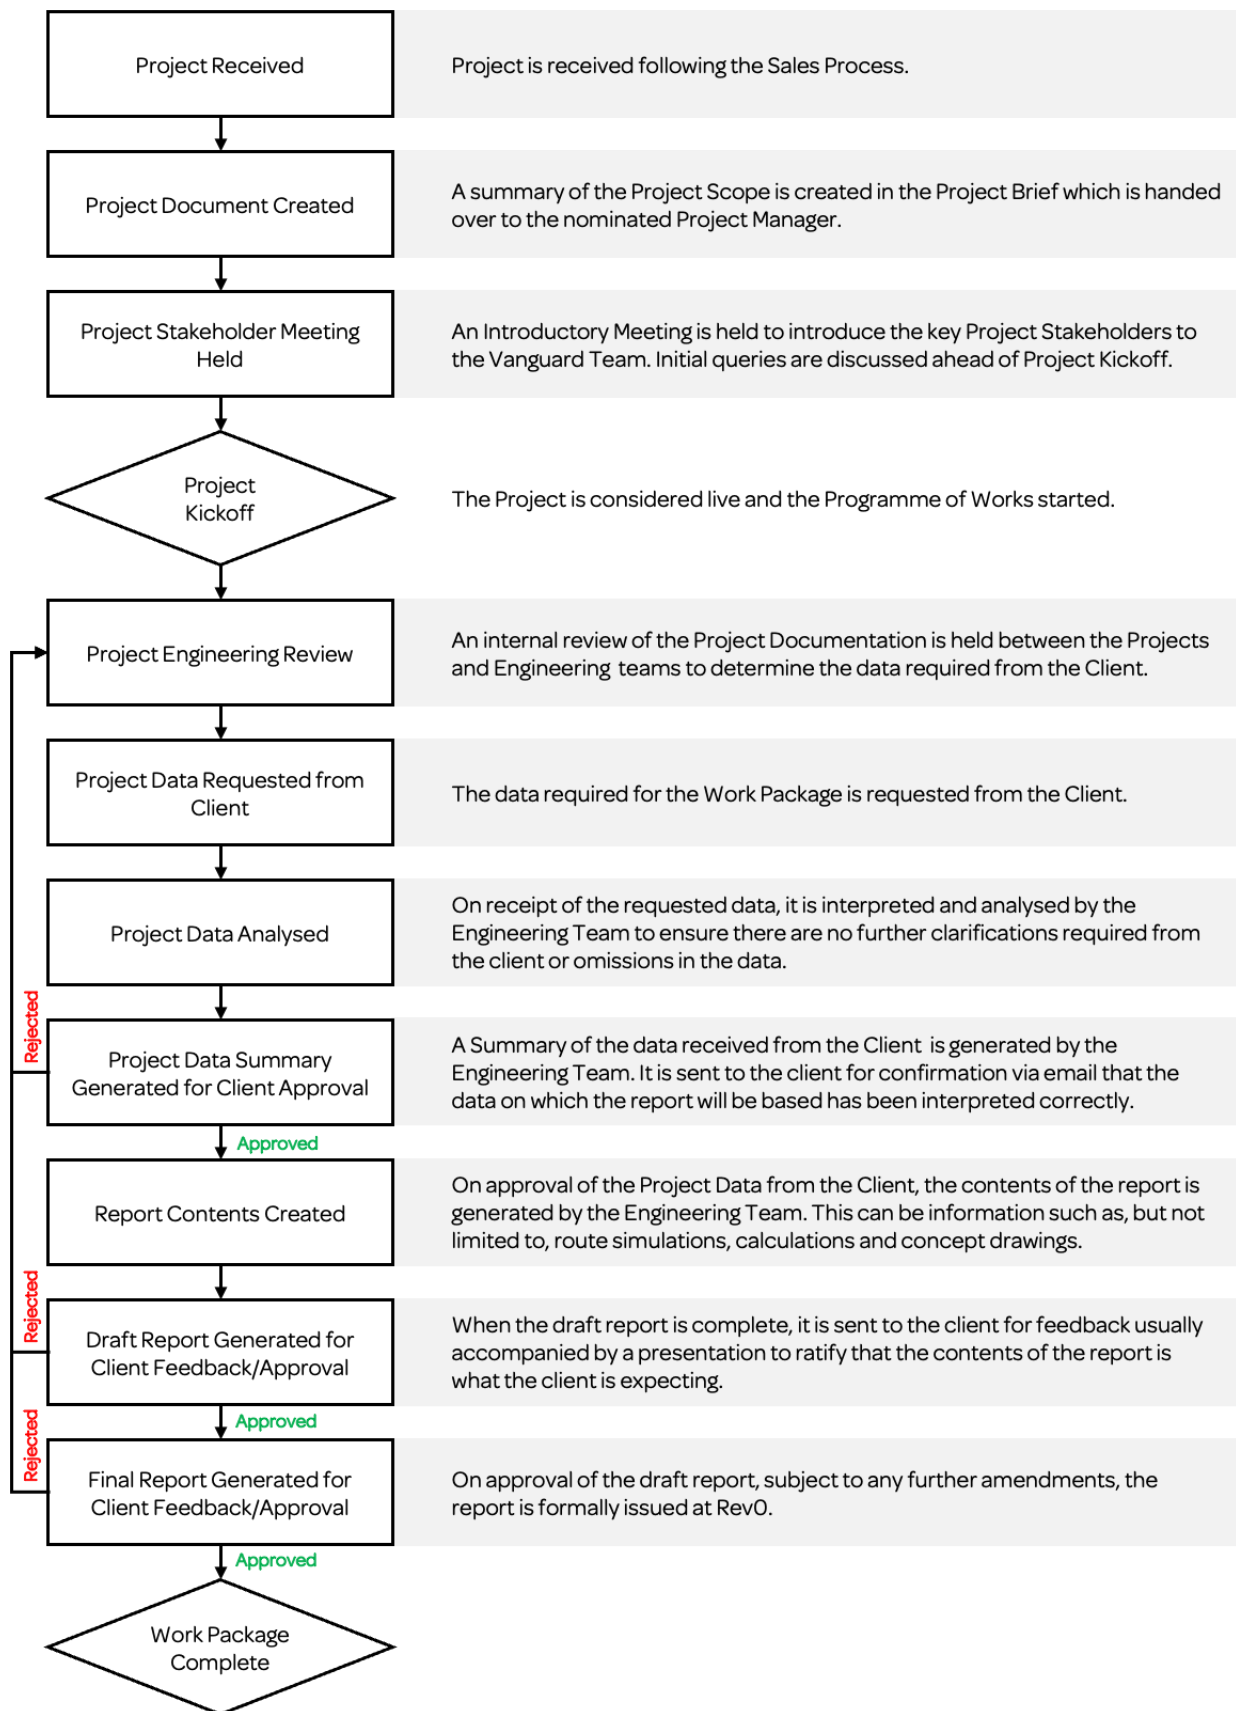 Project Received
Project is received following the Sales Process.
Project Document Created
A summary of the Project Scope is created in the Project Brief which is handed
over to the nominated Project Manager.
Project Stakeholder Meeting
Held
An Introductory Meeting is held to introduce the key Project Stakeholders to
the Vanguard Team. Initial queries are discussed ahead of Project Kickoff.
Project
Kickoff
The Project is considered live and the Programme of Works started.
Project Engineering Review
An internal review of the Project Documentation is held between the Projects
and Engineering teams to determine the data required from the Client.
Project Data Requested from
Client
The data required for the Work Package is requested from the Client.
Project Data Analysed
On receipt of the requested data, it is interpreted and analysed by the
Engineering Team to ensure there are no further clarifications required from
the client or omissions in the data.
Rejected
Project Data Summary
Generated for Client Approval
A Summary of the data received from the Client is generated by the
Engineering Team. It is sent to the client for confirmation via email that the
data on which the report will be based has been interpreted correctly.
Approved
Report Contents Created
On approval of the Project Data from the Client, the contents of the report is
generated by the Engineering Team. This can be information such as, but not
limited to, route simulations, calculations and concept drawings.
Rejected
Draft Report Generated for
Client Feedback/Approval
When the draft report is complete, it is sent to the client for feedback usually
accompanied by a presentation to ratify that the contents of the report is
what the client is expecting.
Approved
Rejected
Final Report Generated for
Client Feedback/Approval
On approval of the draft report, subject to any further amendments, the
report is formally issued at Rev0.
Approved
Work Package
Complete